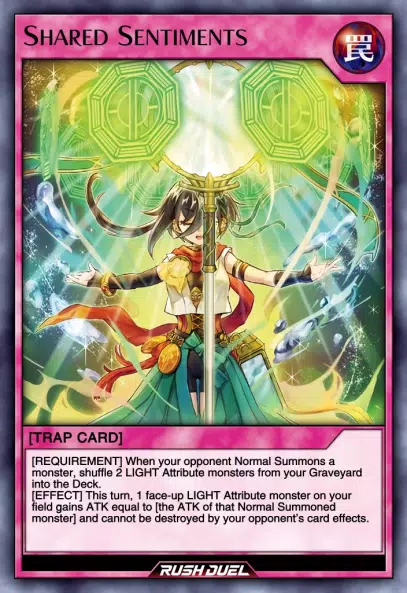 SHARED SENTIMENTS
罠
[TRAP CARD]
[REQUIREMENT] When your opponent Normal Summons a
monster, shuffle 2 LIGHT Attribute monsters from your Graveyard
into the Deck.
[EFFECT] This turn, 1 face-up LIGHT Attribute monster on your
field gains ATK equal to [the ATK of that Normal Summoned
monster] and cannot be destroyed by your opponent's card effects.
RUSH DUEL